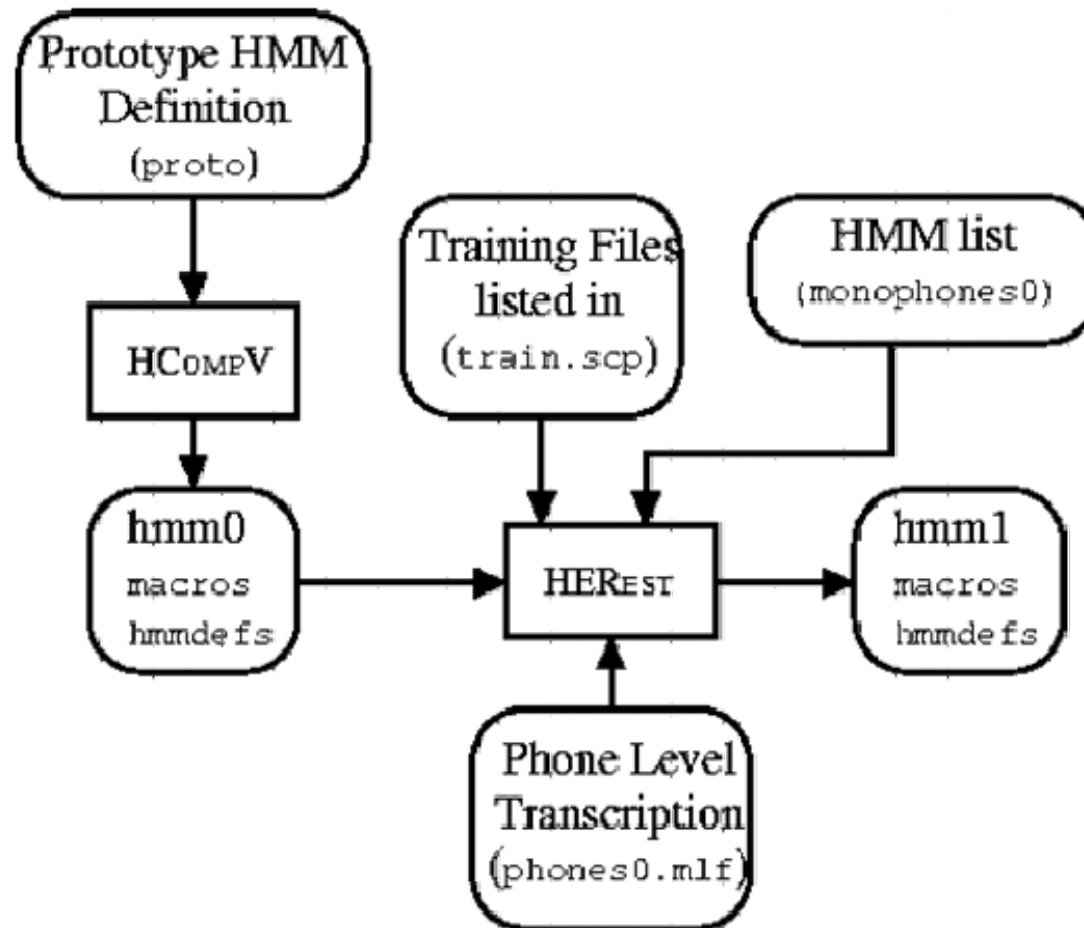 Prototype HMM
Definition
(proto)
HCOMPV
hmm0
macros
hmmdefs
Training Files
listed in
(train.scp)
HMM list
(monophones0)
HEREST
hmm1
macros
hmmdefs
Phone Level
Transcription
(phones0.mlf)